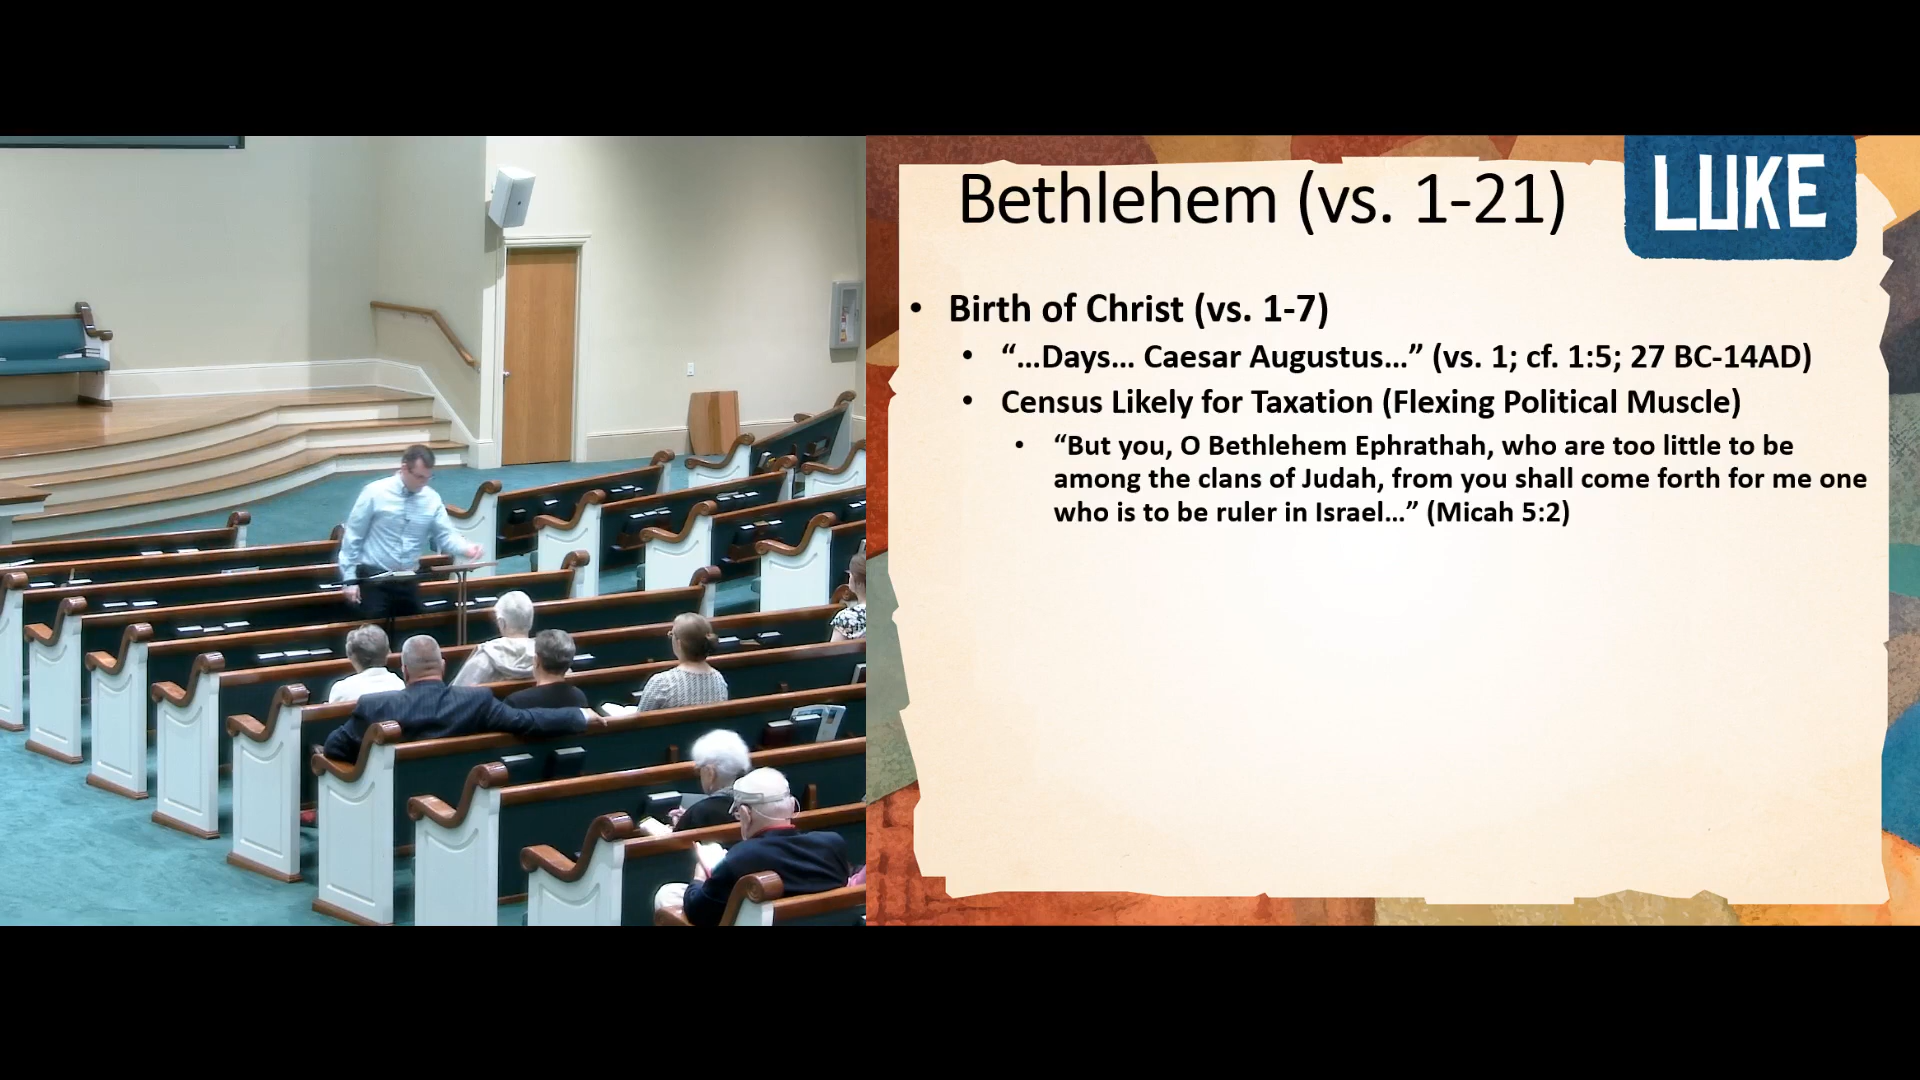 Bethlehem (vs. 1-21)
LUKE
• Birth of Christ (vs. 1-7)
• “…Days… Caesar Augustus…” (vs. 1; cf. 1:5; 27 BC-14AD)
• Census Likely for Taxation (Flexing Political Muscle)
• “But you, O Bethlehem Ephrathah, who are too little to be
among the clans of Judah, from you shall come forth for me one
who is to be ruler in Israel…” (Micah 5:2)